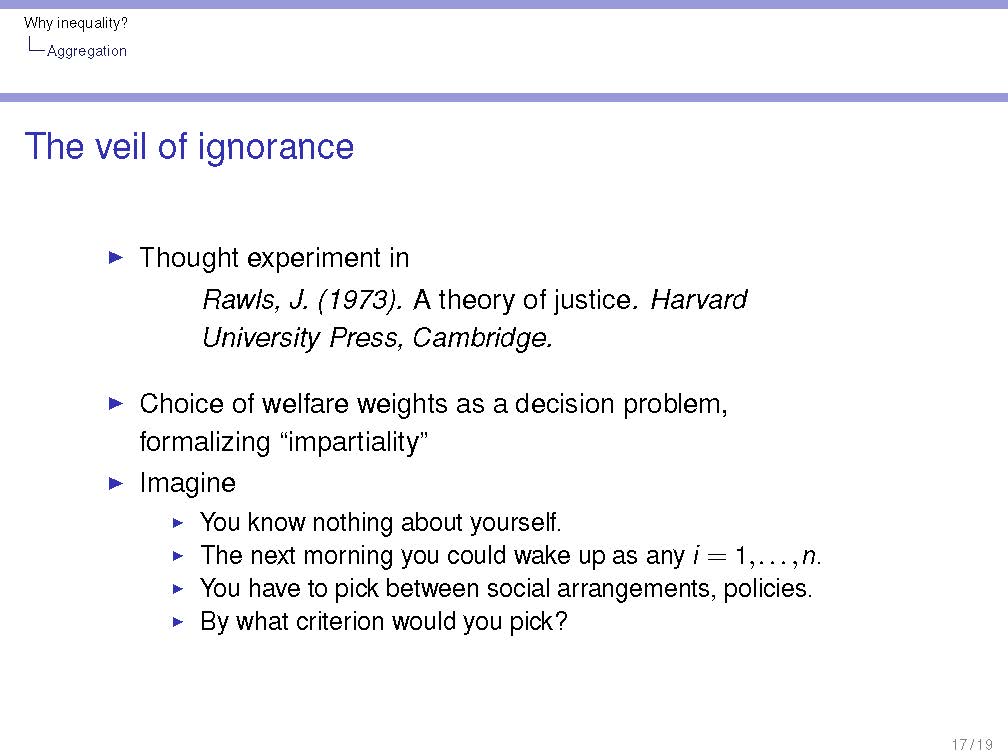 Why inequality?
Aggregation
The veil of ignorance
Thought experiment in
Rawls, J. (1973). A theory of justice. Harvard
University Press, Cambridge.
Choice of welfare weights as a decision problem,
formalizing “impartiality”
Imagine
You know nothing about yourself.
The next morning you could wake up as any i = 1,...,n.
You have to pick between social arrangements, policies.
By what criterion would you pick?
17 / 19